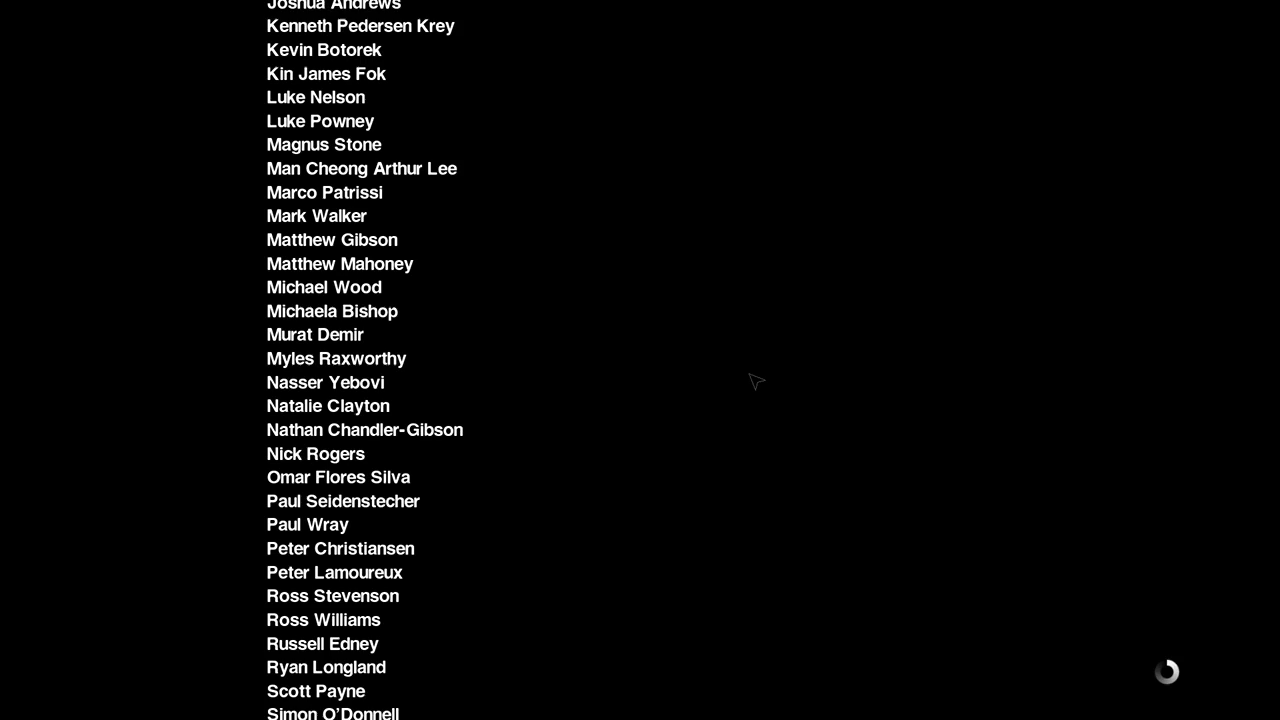 Joshua Andrews
Kenneth Pedersen Krey
Kevin Botorek
Kin James Fok
Luke Nelson
Luke Powney
Magnus Stone
Man Cheong Arthur Lee
Marco Patrissi
Mark Walker
Matthew Gibson
Matthew Mahoney
Michael Wood
Michaela Bishop
Murat Demir
Myles Raxworthy
Nasser Yebovi
Natalie Clayton
Nathan Chandler-Gibson
Nick Rogers
Omar Flores Silva
Paul Seidenstecher
Paul Wray
Peter Christiansen
Peter Lamoureux
Ross Stevenson
Ross Williams
Russell Edney
Ryan Longland
Scott Payne
Simon O’Donnell